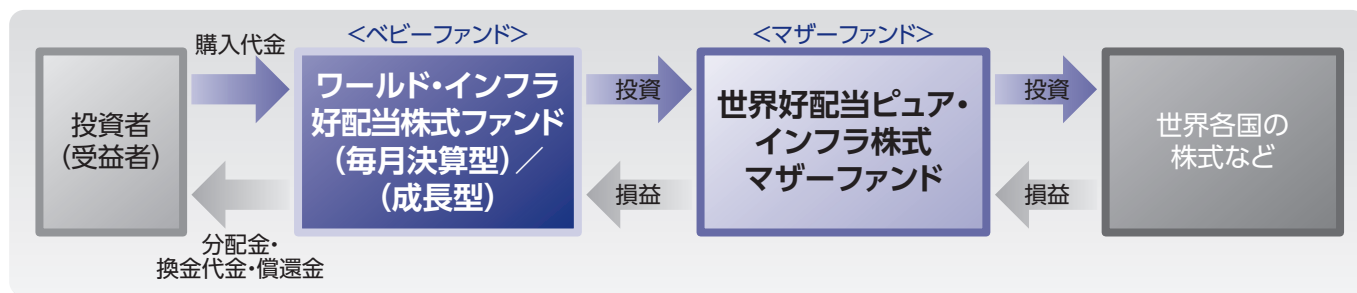 購入代金
投資者
(受益者)
分配金・
換金代金・償還金
<ベビーファンド>
ワールド・インフラ
好配当株式ファンド
(毎月決算型)／
(成長型)
投資
損益
<マザーファンド>
世界好配当ピュア・
インフラ株式
マザーファンド
投資
損益
世界各国の
株式など